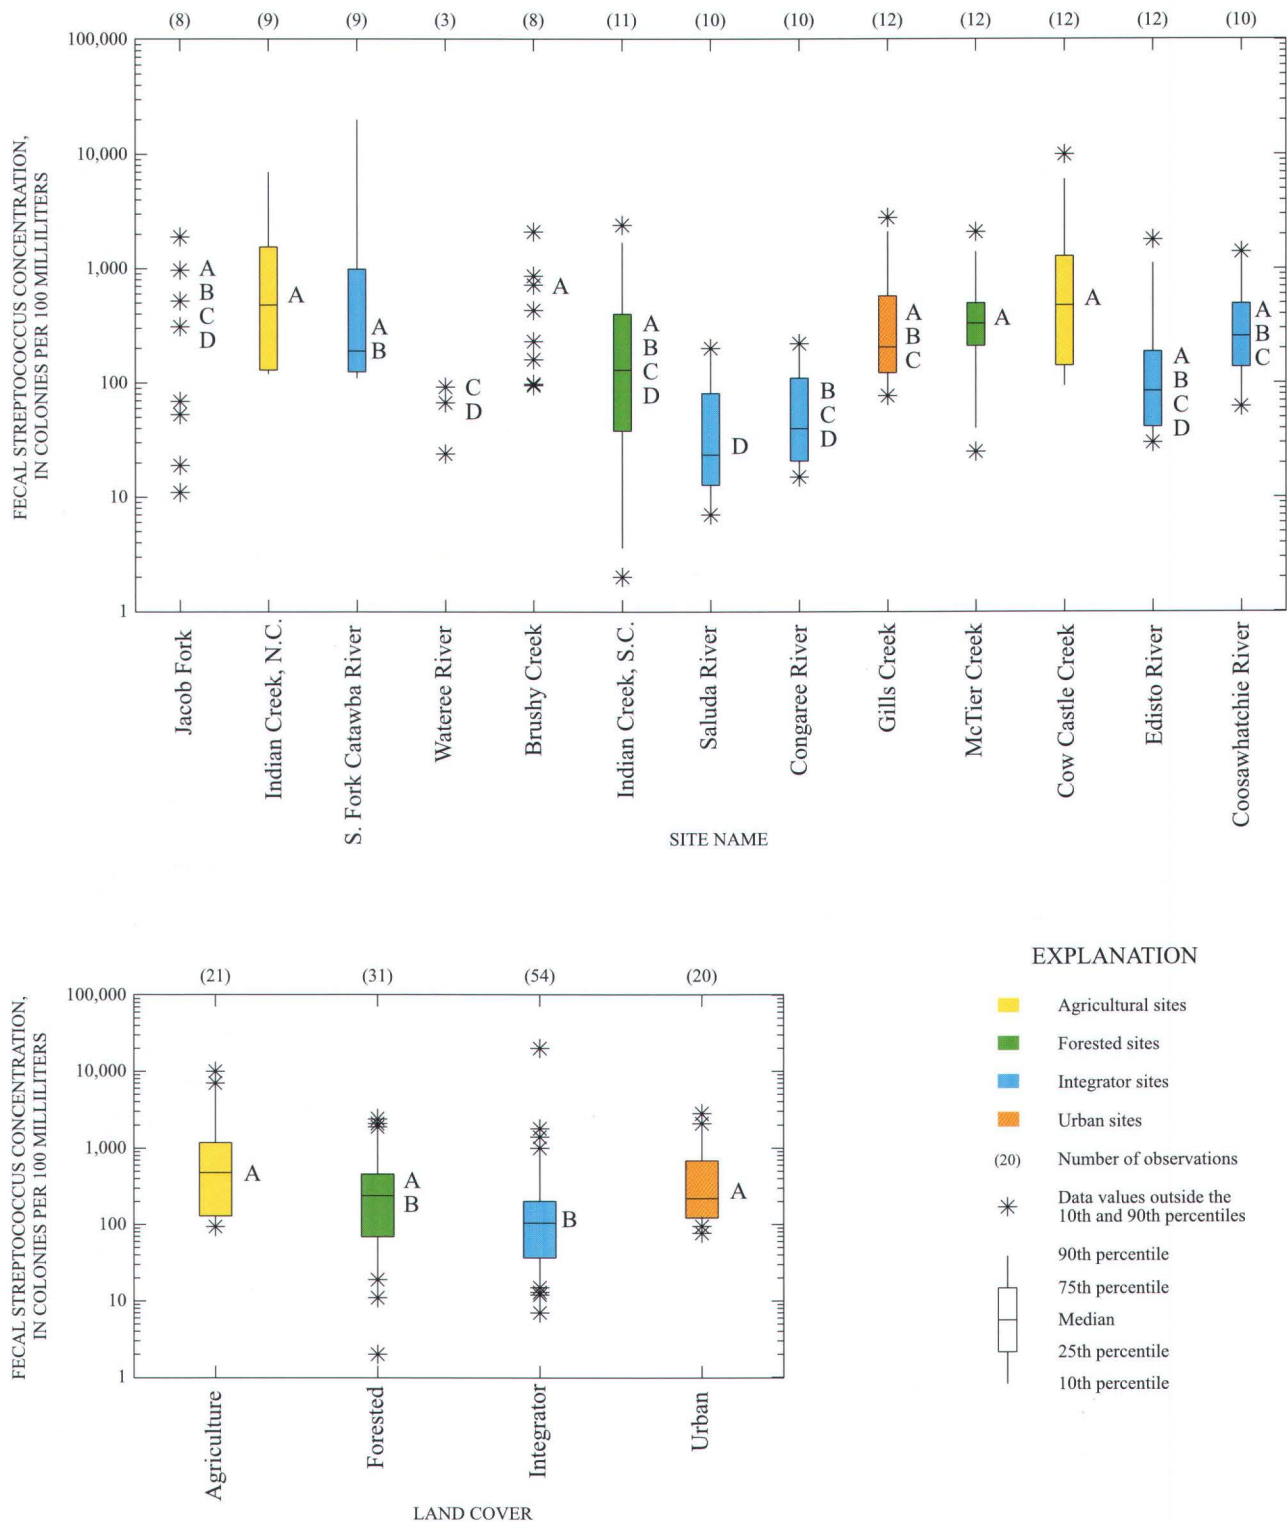 (8) (9) (9) (3) (8) (11) (10) (10) (12) (12) (12) (12) (10)
FECAL STREPTOCOCCUS CONCENTRATION,
IN COLONIES PER 100 MILLILITERS
100,000
10,000
1,000
100
10
1
A
B
C
D
A
A
B
C
D
A
A
B
C
D
D
B
C
D
A
B
C
A
A
A
B
C
D
A
B
C
Jacob Fork
Indian Creek, N.C.
S. Fork Catawba River
Wateree River
Brushy Creek
Indian Creek, S.C.
Saluda River
Congaree River
Gills Creek
McTier Creek
Cow Castle Creek
Edisto River
Coosawhatchie River
SITE NAME
(21) (31) (54) (20)
FECAL STREPTOCOCCUS CONCENTRATION,
IN COLONIES PER 100 MILLILITERS
100,000
10,000
1,000
100
10
1
A
A
B
B
A
Agriculture
Forested
Integrator
Urban
LAND COVER
EXPLANATION
Agricultural sites
Forested sites
Integrator sites
Urban sites
(20) Number of observations
Data values outside the
10th and 90th percentiles
90th percentile
75th percentile
Median
25th percentile
10th percentile